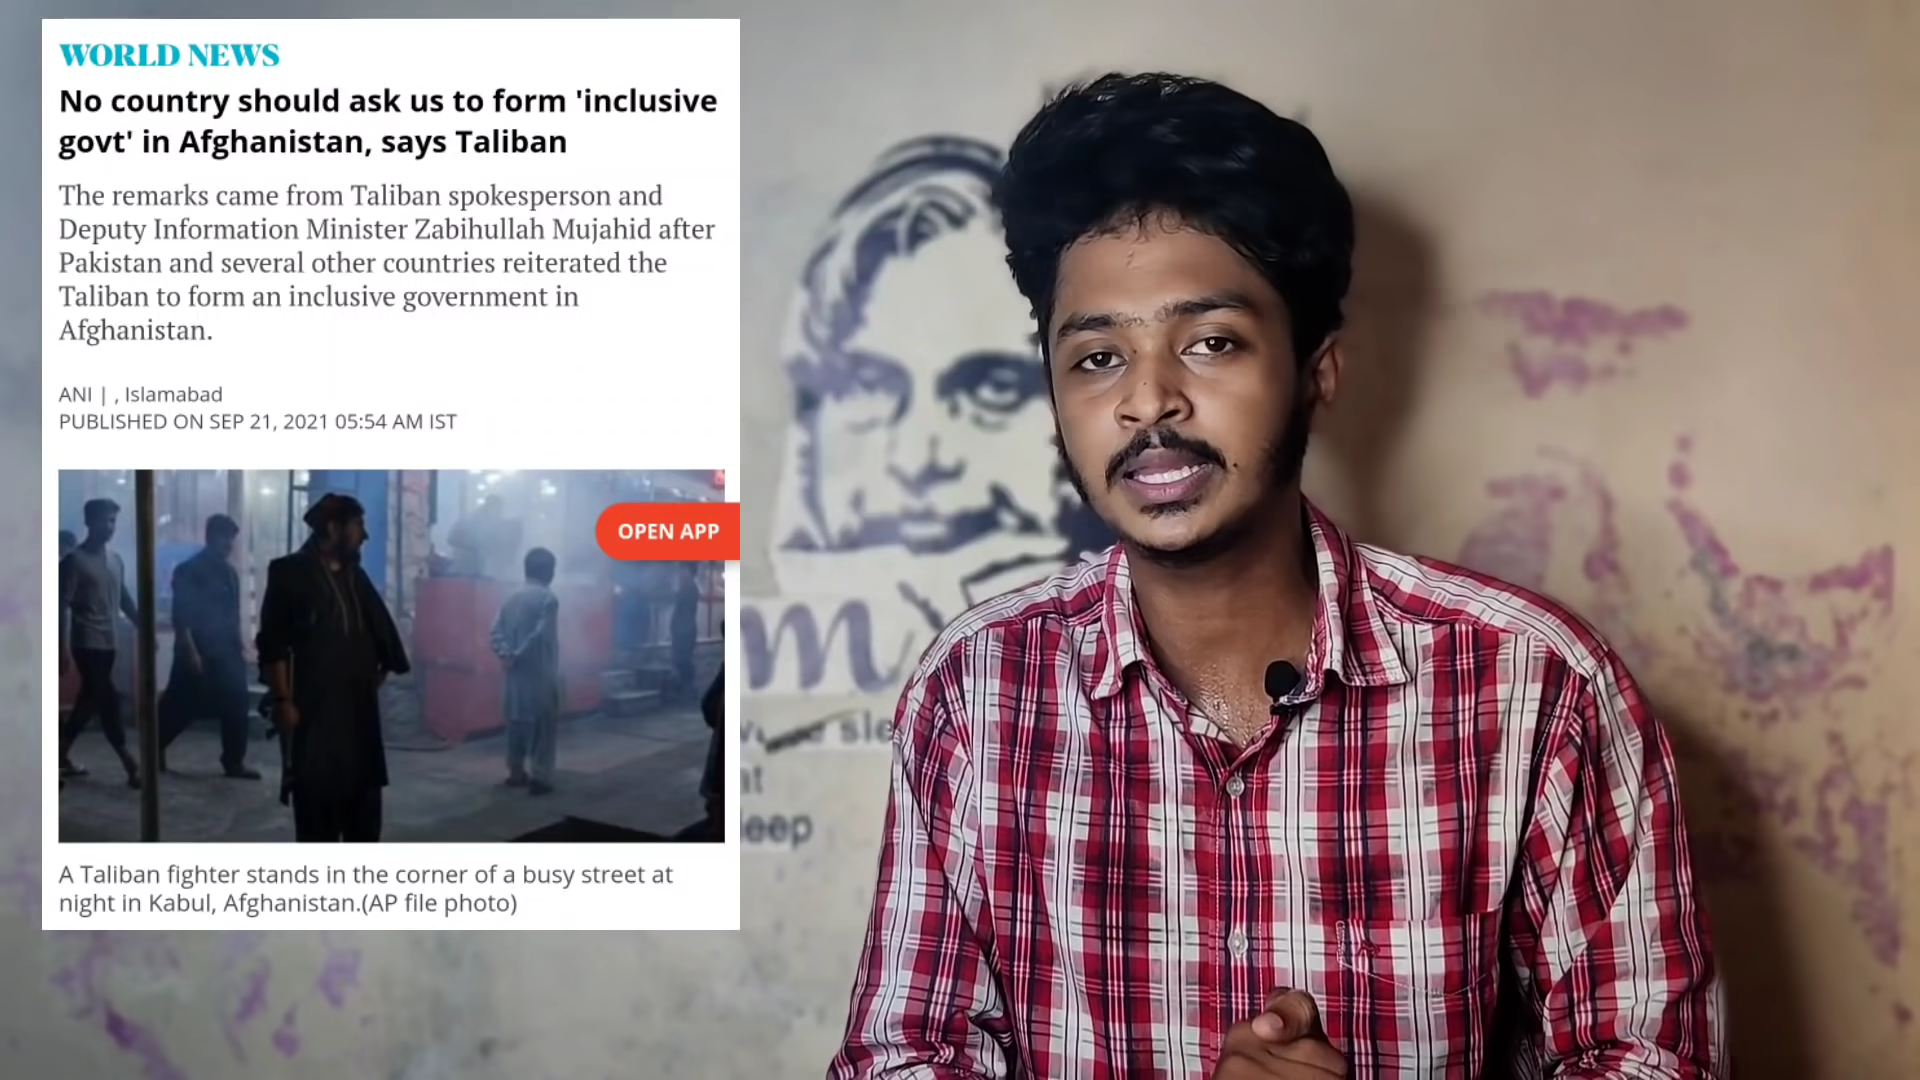 WORLD NEWS
No country should ask us to form 'inclusive
govt' in Afghanistan, says Taliban
The remarks came from Taliban spokesperson and
Deputy Information Minister Zabihullah Mujahid after
Pakistan and several other countries reiterated the
Taliban to form an inclusive government in
Afghanistan.
ANI | , Islamabad
PUBLISHED ON SEP 21, 2021 05:54 AM IST
OPEN APP
A Taliban fighter stands in the corner of a busy street at
night in Kabul, Afghanistan.(AP file photo)
m
sle
at
leep